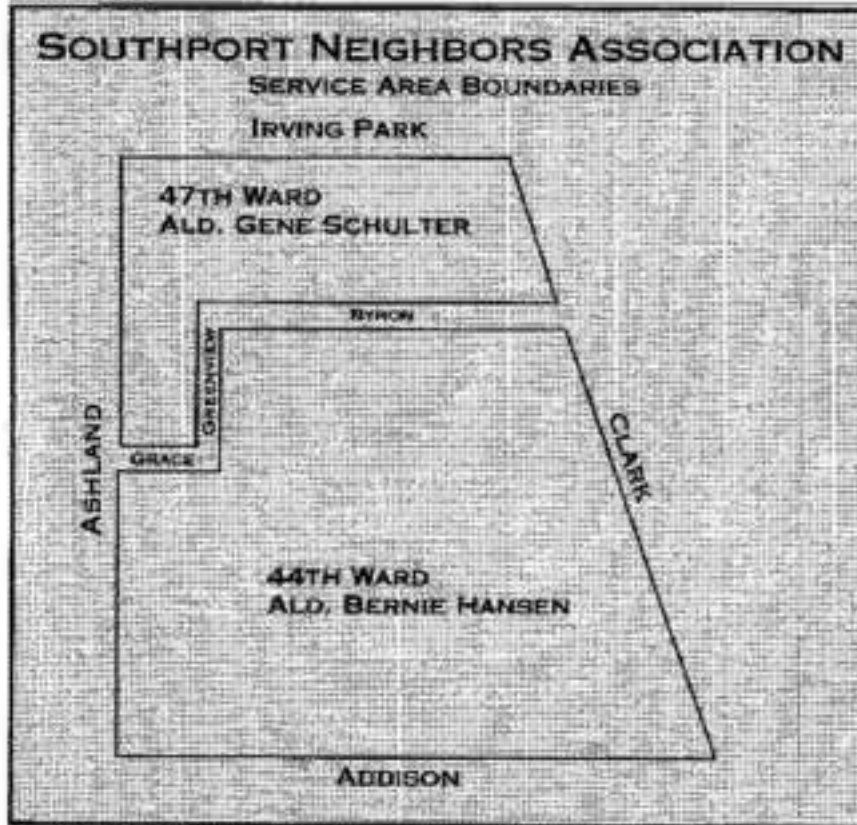 SOUTHPORT NEIGHBORS ASSOCIATION
SERVICE AREA BOUNDARIES
IRVING PARK
47TH WARD
ALD. GENE SCHULTER
BYRON
GREENVIEW
GRACE
ASHLAND
CLARK
44TH WARD
ALD. BERNIE HANSEN
ADDISON